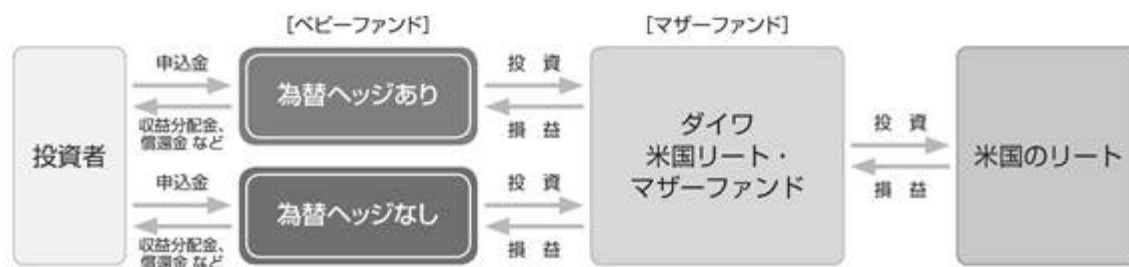 [ベビーファンド]
[マザーファンド]
投資者
申込金
収益分配金、
償還金 など
為替ヘッジあり
投 資
損 益
申込金
収益分配金、
償還金 など
為替ヘッジなし
投 資
損 益
ダイワ
米国リート・
マザーファンド
投 資
損 益
米国のリート